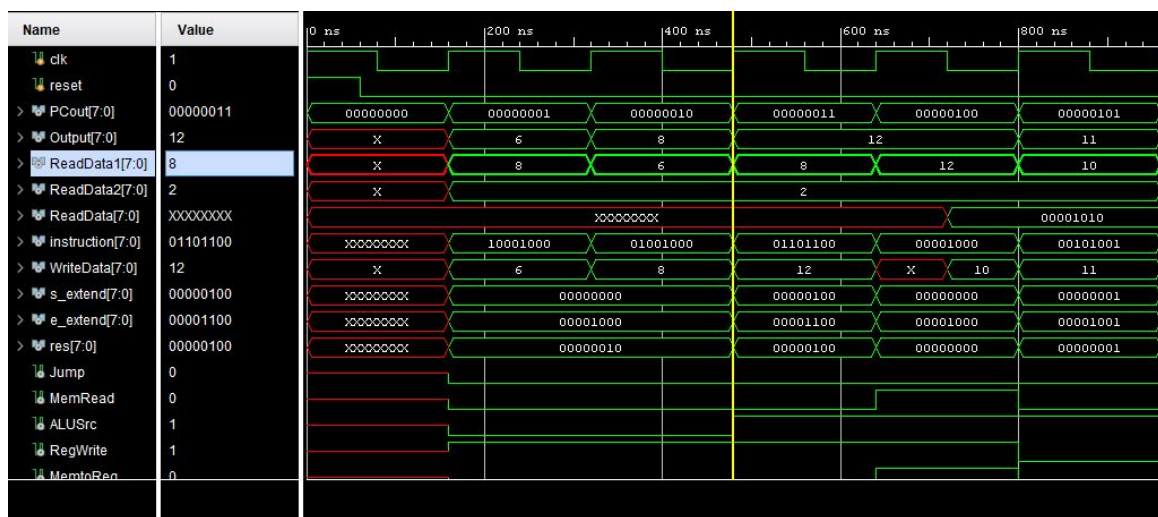 Name Value 0 ns 200 ns 400 ns 600 ns 800 ns
clk 1
reset 0
> PCout[7:0] 00000011 00000000 00000001 00000010 00000011 00000100 00000101
> Output[7:0] 12 X 6 8 12 11
> ReadData1[7:0] 8 X 8 6 8 12 10
> ReadData2[7:0] 2 X 2
> ReadData[7:0] XXXXXXXX XXXXXXXX 00001010
> instruction[7:0] 01101100 XXXXXXXX 10001000 01001000 01101100 00001000 00101001
> WriteData[7:0] 12 X 6 8 12 X 10 11
> s_extend[7:0] 00000100 XXXXXXXX 00000000 00000100 00000000 00000001
> e_extend[7:0] 00001100 XXXXXXXX 00001000 00001100 00001000 00001001
> res[7:0] 00000100 XXXXXXXX 00000010 00000100 00000000 00000001
Jump 0
MemRead 0
ALUSrc 1
RegWrite 1
MemtoReg 0